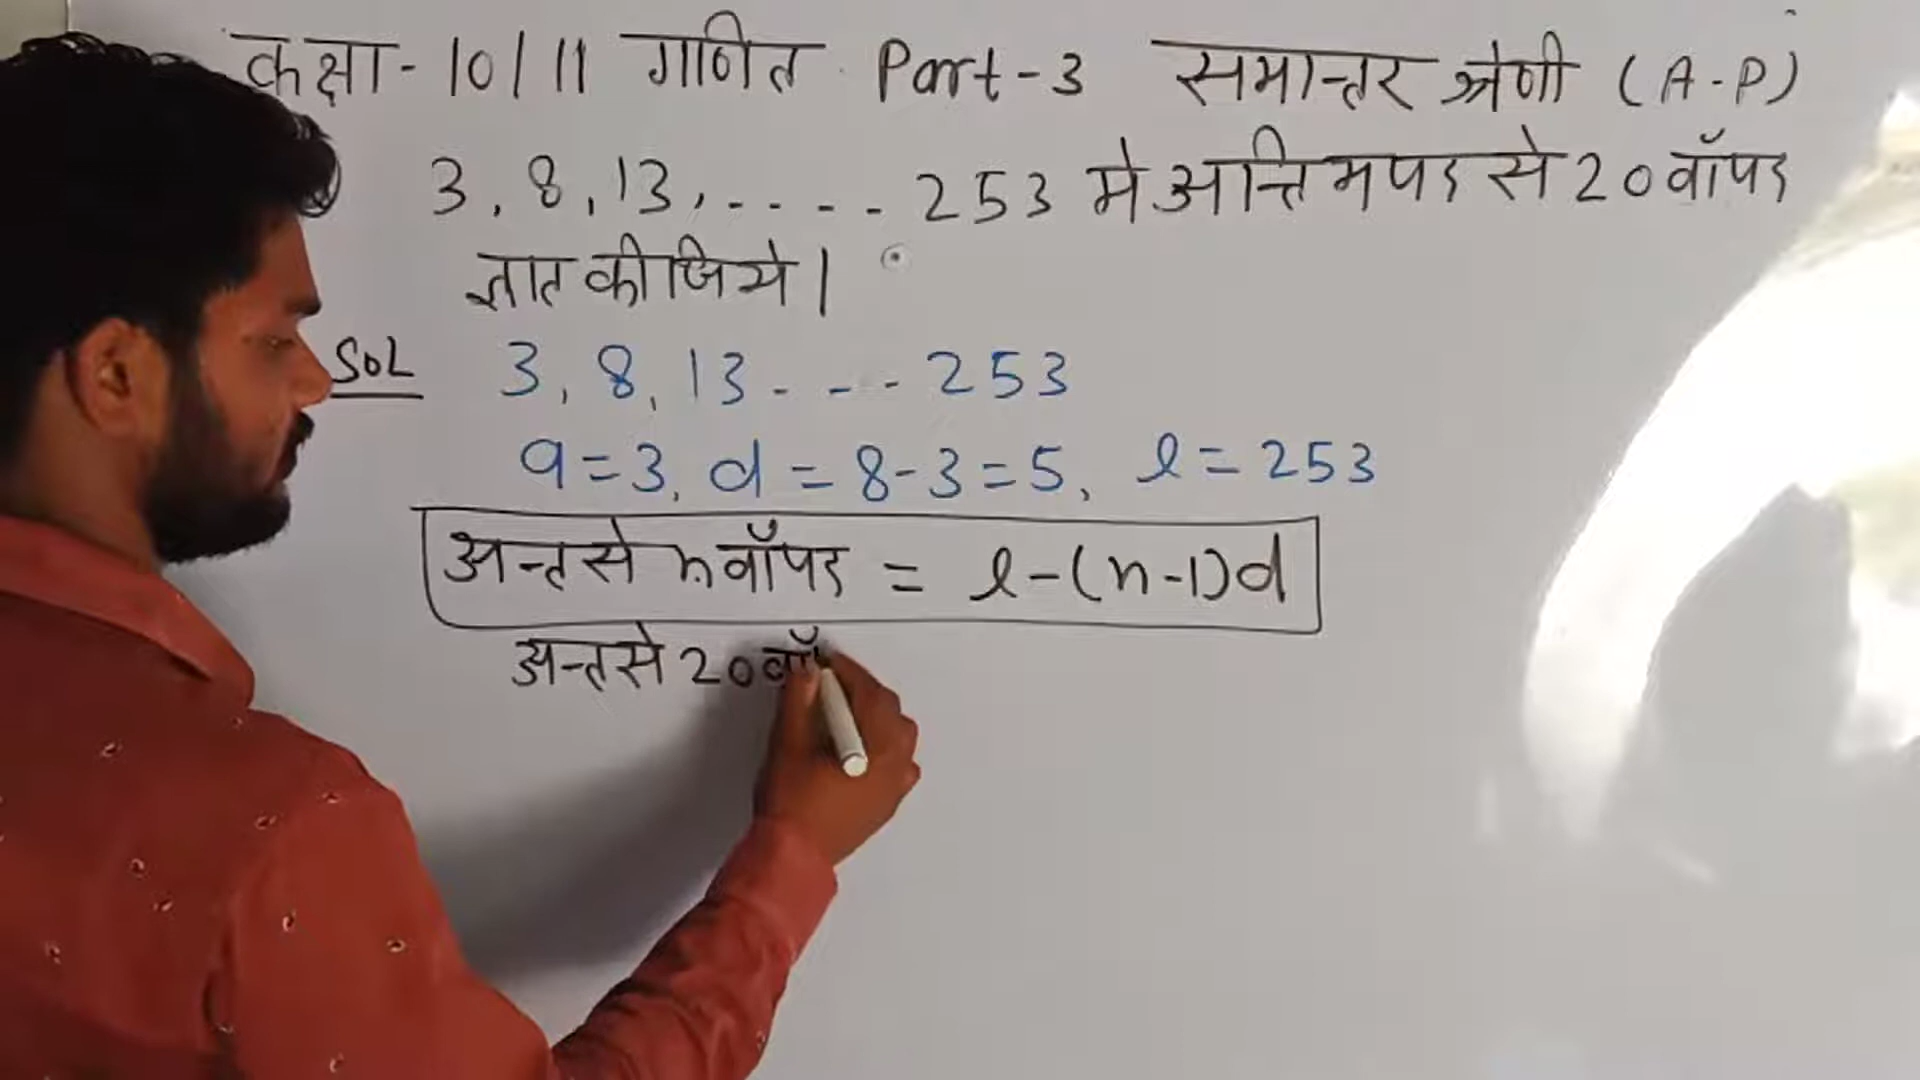 कक्षा - 10/11 गणित Part-3 समान्तर श्रेणी (A.P)
3, 8, 13, ----- 253 मे अन्तिम पद से 20 वॉ पद
ज्ञात कीजिये।
Sol 3, 8, 13 - - - - 253
a = 3, d = 8 - 3 = 5, l = 253
अन्त से n वॉ पद = l - (n - 1)d
अन्त से 20 वॉ